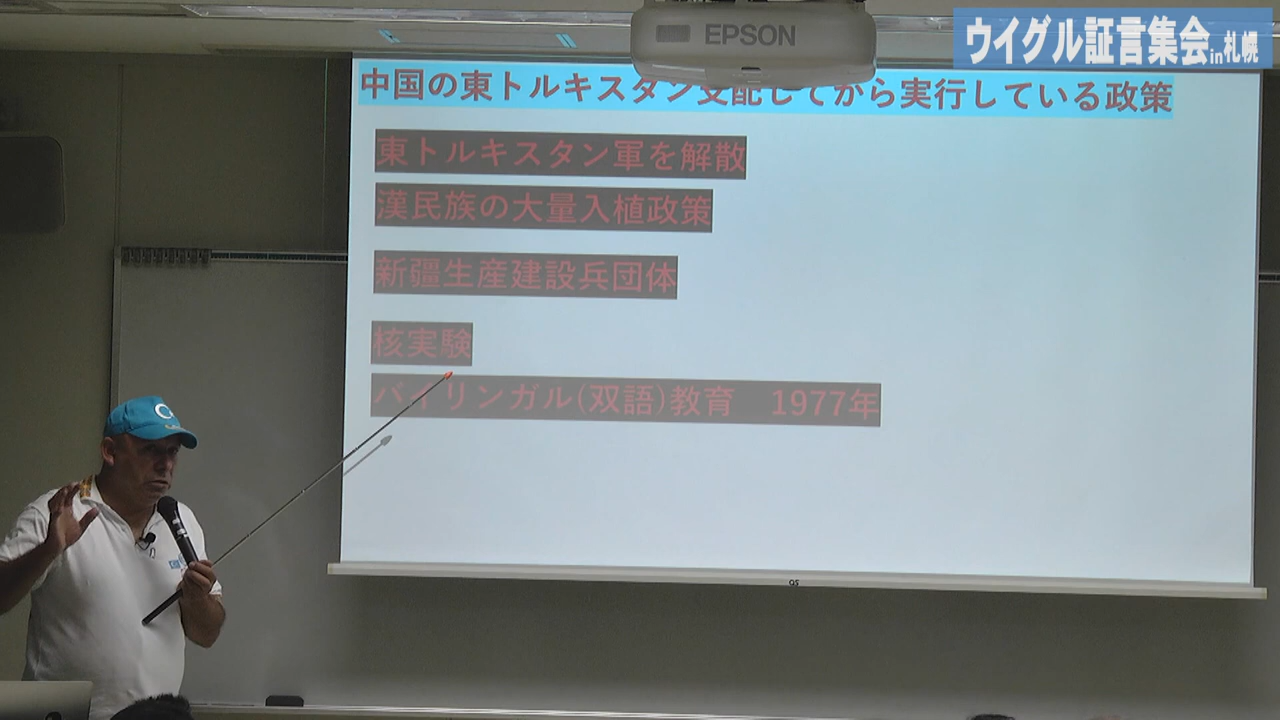 EPSON
ウイグル証言集会in札幌
中国の東トルキスタン支配してから実行している政策
東トルキスタン軍を解散
漢民族の大量入植政策
新疆生産建設兵団体
核実験
バイリンガル(双語)教育　1977年
OS